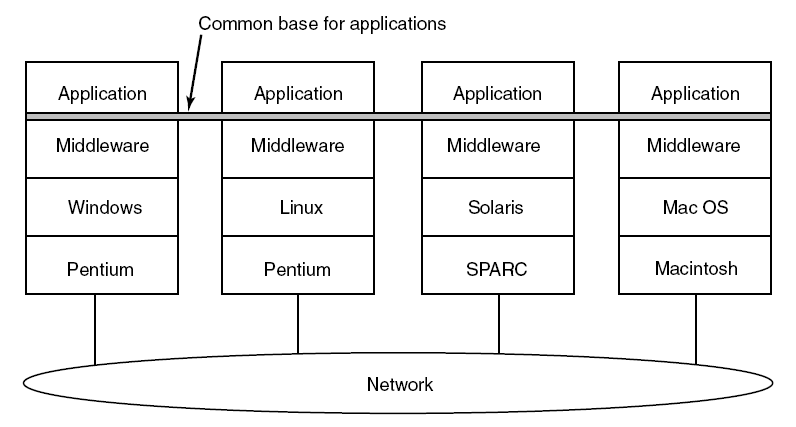 Common base for applications
Application
Application
Application
Application
Middleware
Middleware
Middleware
Middleware
Windows
Linux
Solaris
Mac OS
Pentium
Pentium
SPARC
Macintosh
Network